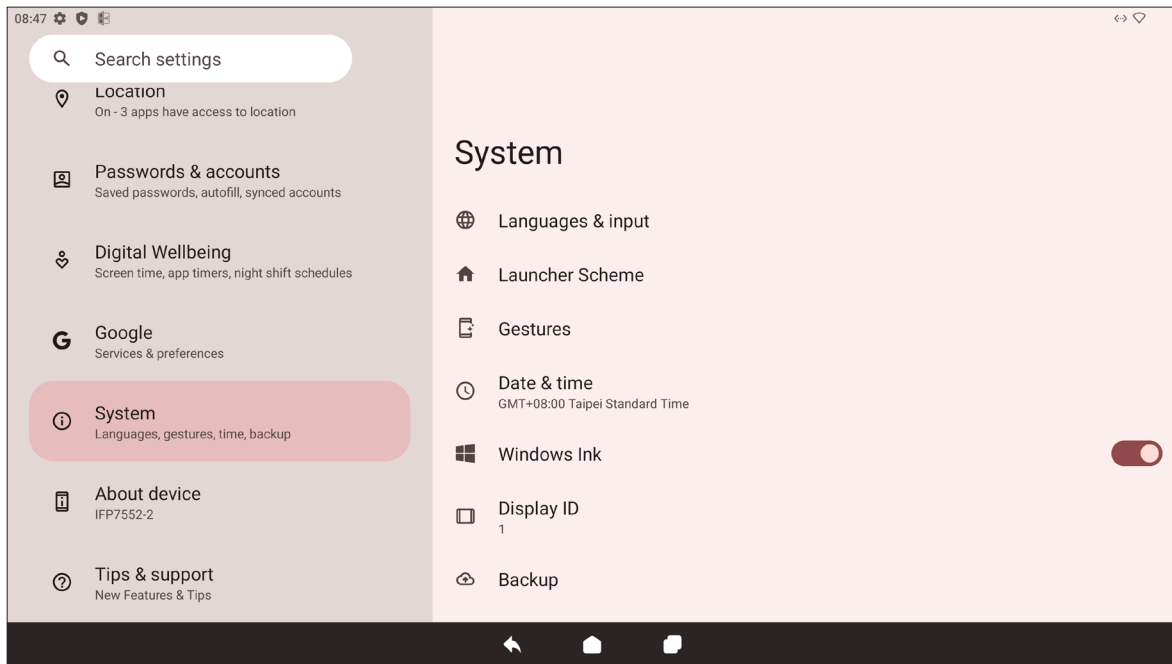 08:47
Search settings
Location
On - 3 apps have access to location
Passwords & accounts
Saved passwords, autofill, synced accounts
Digital Wellbeing
Screen time, app timers, night shift schedules
Google
Services & preferences
System
Languages, gestures, time, backup
About device
IFP7552-2
Tips & support
New Features & Tips
System
Languages & input
Launcher Scheme
Gestures
Date & time
GMT+08:00 Taipei Standard Time
Windows Ink
Display ID
1
Backup